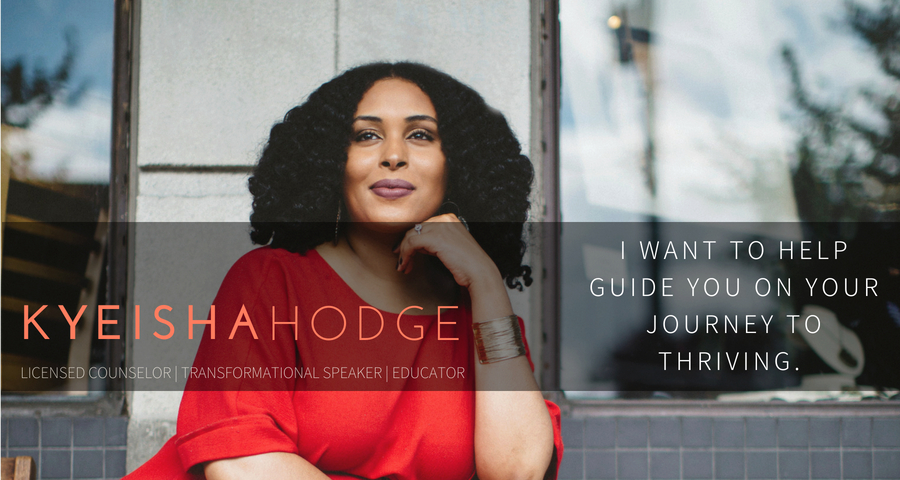 KYEISHAHODGE
LICENSED COUNSELOR | TRANSFORMATIONAL SPEAKER | EDUCATOR
I WANT TO HELP
GUIDE YOU ON YOUR
JOURNEY TO
THRIVING.